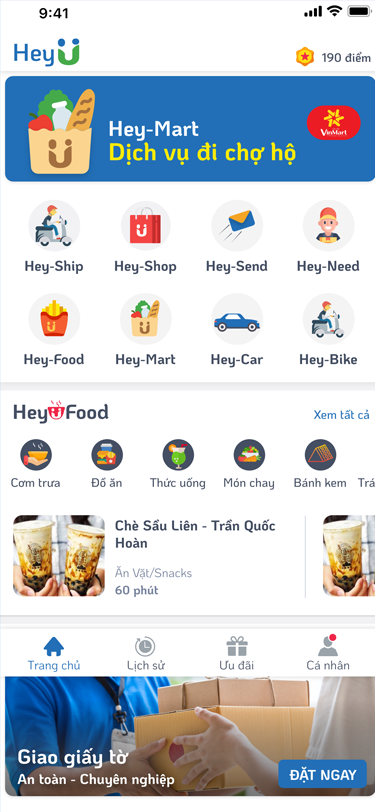 9:41
HeyU
190 điểm
Hey-Mart
Dịch vụ đi chợ hộ
VinMart
Hey-Ship Hey-Shop Hey-Send Hey-Need
Hey-Food Hey-Mart Hey-Car Hey-Bike
HeyUFood
Xem tất cả
Cơm trưa Đồ ăn Thức uống Món chay Bánh kem Trá
Chè Sầu Liên - Trần Quốc
Hoàn
Ăn Vặt/Snacks
60 phút
Trang chủ Lịch sử Ưu đãi Cá nhân
Giao giấy tờ
An toàn - Chuyên nghiệp
ĐẶT NGAY